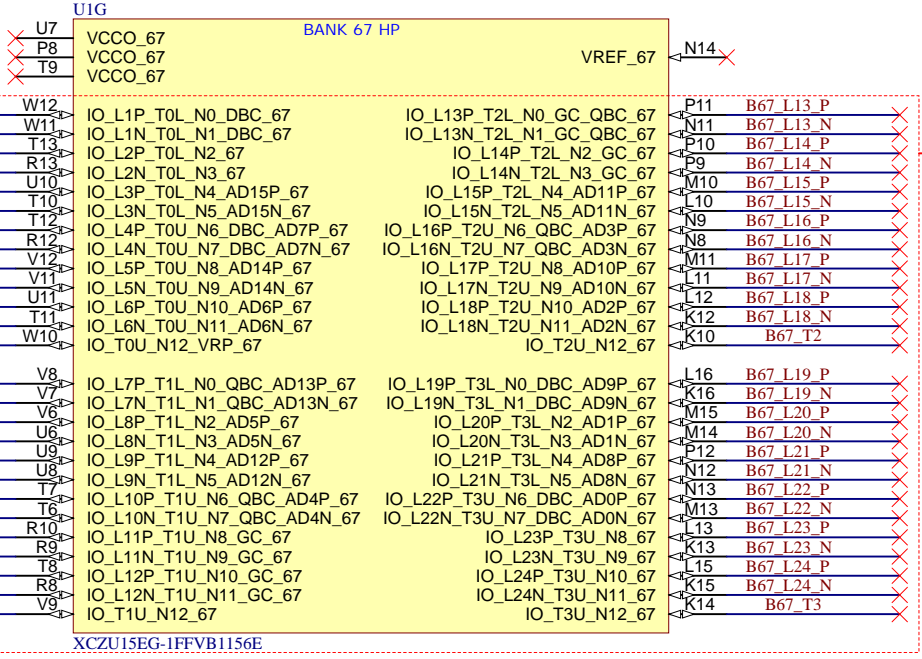 U1G
BANK 67 HP
U7 VCCO_67
P8 VCCO_67 VREF_67 N14
T9 VCCO_67
W12 IO_L1P_T0L_N0_DBC_67 IO_L13P_T2L_N0_GC_QBC_67 P11 B67_L13_P
W11 IO_L1N_T0L_N1_DBC_67 IO_L13N_T2L_N1_GC_QBC_67 N11 B67_L13_N
T13 IO_L2P_T0L_N2_67 IO_L14P_T2L_N2_GC_67 P10 B67_L14_P
R13 IO_L2N_T0L_N3_67 IO_L14N_T2L_N3_GC_67 P9 B67_L14_N
U10 IO_L3P_T0L_N4_AD15P_67 IO_L15P_T2L_N4_AD11P_67 M10 B67_L15_P
T10 IO_L3N_T0L_N5_AD15N_67 IO_L15N_T2L_N5_AD11N_67 L10 B67_L15_N
T12 IO_L4P_T0U_N6_DBC_AD7P_67 IO_L16P_T2U_N6_QBC_AD3P_67 N9 B67_L16_P
R12 IO_L4N_T0U_N7_DBC_AD7N_67 IO_L16N_T2U_N7_QBC_AD3N_67 N8 B67_L16_N
V12 IO_L5P_T0U_N8_AD14P_67 IO_L17P_T2U_N8_AD10P_67 M11 B67_L17_P
V11 IO_L5N_T0U_N9_AD14N_67 IO_L17N_T2U_N9_AD10N_67 L11 B67_L17_N
U11 IO_L6P_T0U_N10_AD6P_67 IO_L18P_T2U_N10_AD2P_67 L12 B67_L18_P
T11 IO_L6N_T0U_N11_AD6N_67 IO_L18N_T2U_N11_AD2N_67 K12 B67_L18_N
W10 IO_T0U_N12_VRP_67 IO_T2U_N12_67 K10 B67_T2
V8 IO_L7P_T1L_N0_QBC_AD13P_67 IO_L19P_T3L_N0_DBC_AD9P_67 L16 B67_L19_P
V7 IO_L7N_T1L_N1_QBC_AD13N_67 IO_L19N_T3L_N1_DBC_AD9N_67 K16 B67_L19_N
V6 IO_L8P_T1L_N2_AD5P_67 IO_L20P_T3L_N2_AD1P_67 M15 B67_L20_P
U6 IO_L8N_T1L_N3_AD5N_67 IO_L20N_T3L_N3_AD1N_67 M14 B67_L20_N
U9 IO_L9P_T1L_N4_AD12P_67 IO_L21P_T3L_N4_AD8P_67 P12 B67_L21_P
U8 IO_L9N_T1L_N5_AD12N_67 IO_L21N_T3L_N5_AD8N_67 N12 B67_L21_N
T7 IO_L10P_T1U_N6_QBC_AD4P_67 IO_L22P_T3U_N6_DBC_AD0P_67 N13 B67_L22_P
T6 IO_L10N_T1U_N7_QBC_AD4N_67 IO_L22N_T3U_N7_DBC_AD0N_67 M13 B67_L22_N
R10 IO_L11P_T1U_N8_GC_67 IO_L23P_T3U_N8_67 L13 B67_L23_P
R9 IO_L11N_T1U_N9_GC_67 IO_L23N_T3U_N9_67 K13 B67_L23_N
T8 IO_L12P_T1U_N10_GC_67 IO_L24P_T3U_N10_67 L15 B67_L24_P
R8 IO_L12N_T1U_N11_GC_67 IO_L24N_T3U_N11_67 K15 B67_L24_N
V9 IO_T1U_N12_67 IO_T3U_N12_67 K14 B67_T3
XCZU15EG-1FFVB1156E